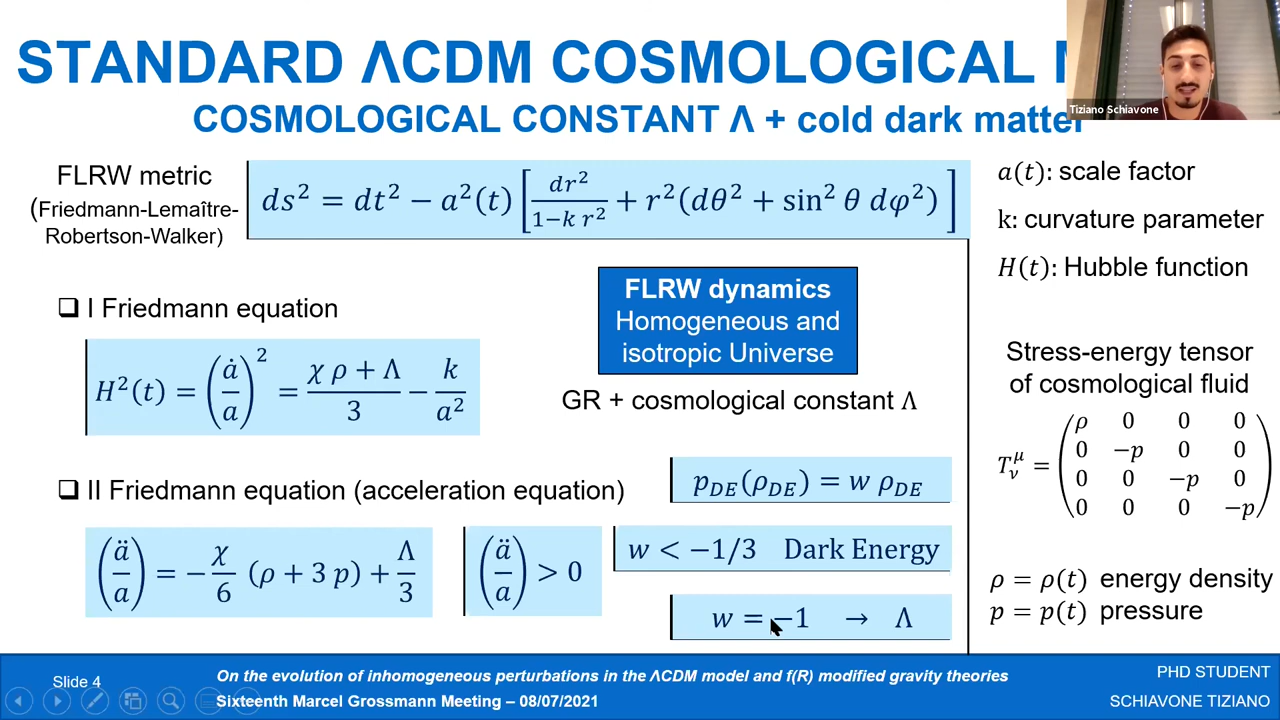 STANDARD ΛCDM COSMOLOGICAL
COSMOLOGICAL CONSTANT Λ + cold dark matter
Tiziano Schiavone
FLRW metric
(Friedmann-Lemaître-
Robertson-Walker)
ds² = dt² − a²(t) [dr²/(1−k r²) + r²(dθ² + sin² θ dφ²)]
a(t): scale factor
k: curvature parameter
H(t): Hubble function
❑ I Friedmann equation
H²(t) = (ȧ/a)² = (χ ρ + Λ)/3 − k/a²
FLRW dynamics
Homogeneous and
isotropic Universe
GR + cosmological constant Λ
❑ II Friedmann equation (acceleration equation)
(ä/a) = −χ/6 (ρ + 3 p) + Λ/3
(ä/a) > 0
p_DE(ρ_DE) = w ρ_DE
w < −1/3 Dark Energy
w = −1 → Λ
Stress-energy tensor
of cosmological fluid
T^μ_ν = (ρ 0 0 0
0 −p 0 0
0 0 −p 0
0 0 0 −p)
ρ = ρ(t) energy density
p = p(t) pressure
Slide 4
On the evolution of inhomogeneous perturbations in the ΛCDM model and f(R) modified gravity theories
Sixteenth Marcel Grossmann Meeting – 08/07/2021
PHD STUDENT
SCHIAVONE TIZIANO